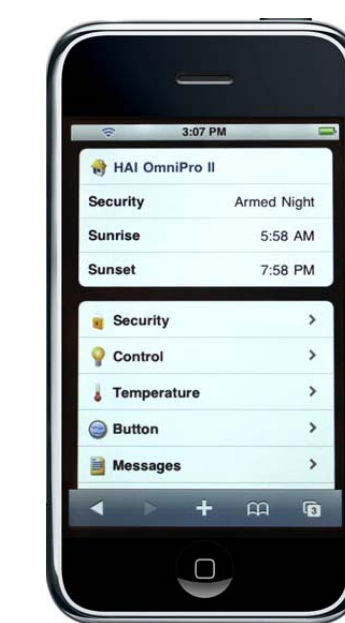 3:07 PM
HAI OmniPro II
Security Armed Night
Sunrise 5:58 AM
Sunset 7:58 PM
Security
Control
Temperature
Button
Messages
3